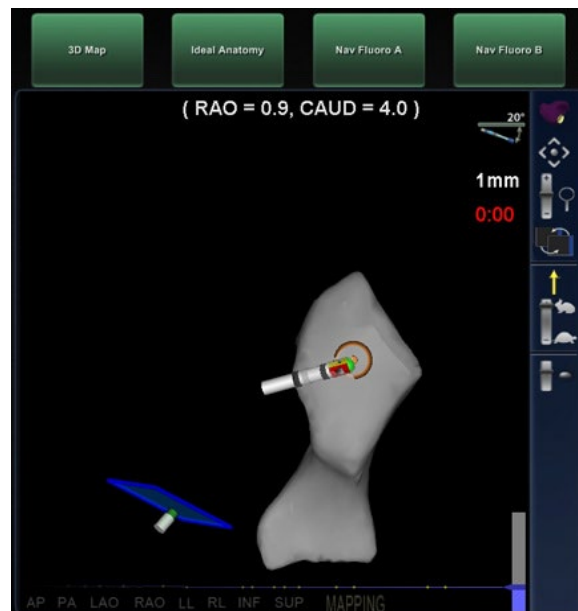 3D Map Ideal Anatomy Nav Fluoro A Nav Fluoro B
( RAO = 0.9, CAUD = 4.0 )
20°
1mm
0:00
AP PA LAO RAO LL RL INF SUP MAPPING